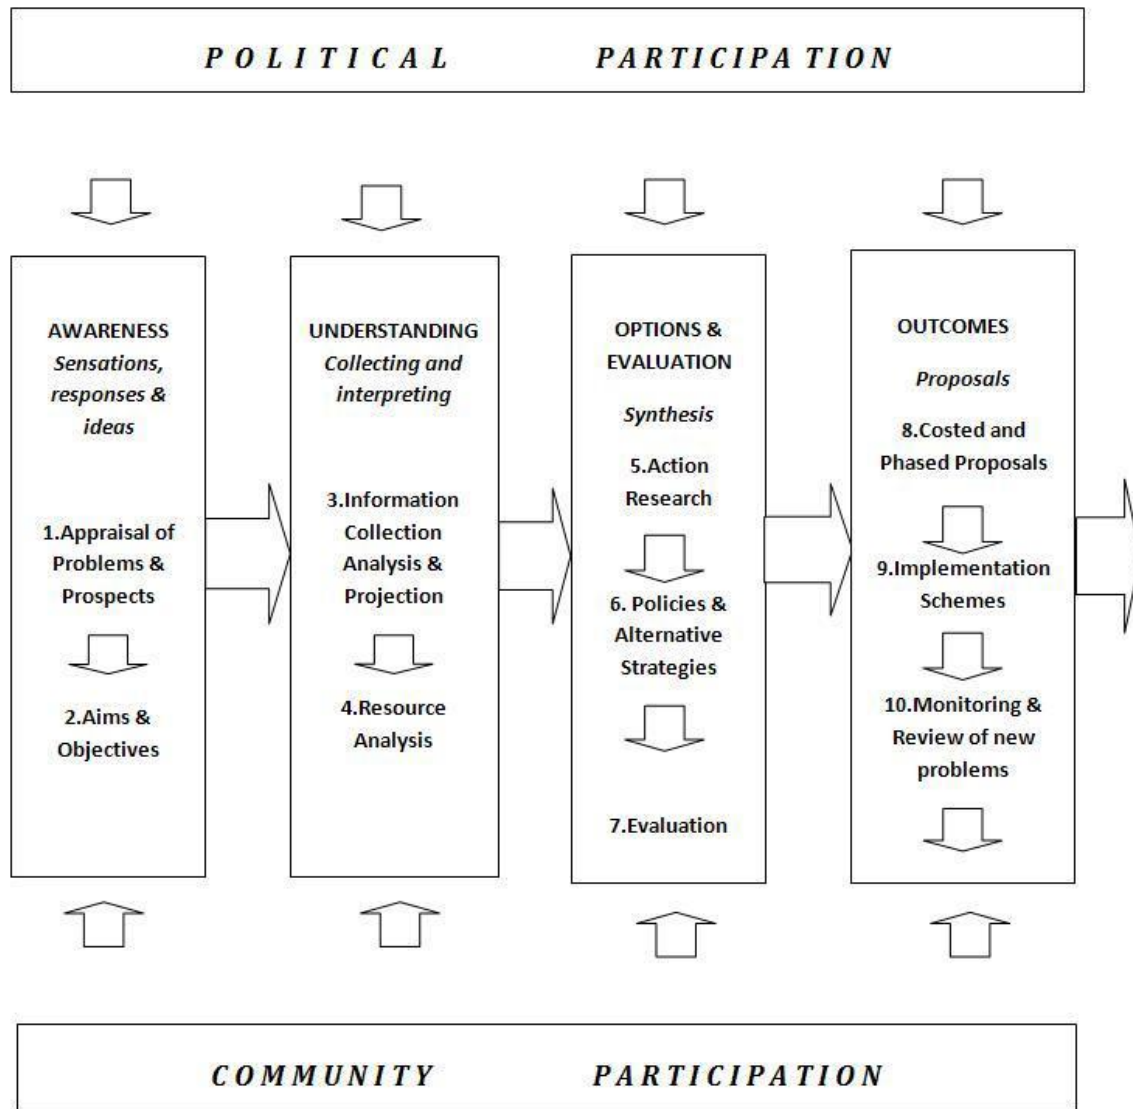 POLITICAL PARTICIPATION
AWARENESS
Sensations,
responses &
ideas
1.Appraisal of
Problems &
Prospects
2.Aims &
Objectives
UNDERSTANDING
Collecting and
interpreting
3.Information
Collection
Analysis &
Projection
4.Resource
Analysis
OPTIONS &
EVALUATION
Synthesis
5.Action
Research
6. Policies &
Alternative
Strategies
7.Evaluation
OUTCOMES
Proposals
8.Costed and
Phased Proposals
9.Implementation
Schemes
10.Monitoring &
Review of new
problems
COMMUNITY PARTICIPATION